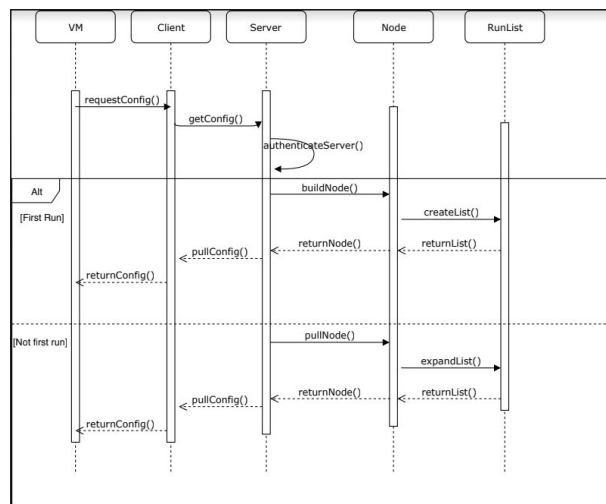 VM
Client
Server
Node
RunList
requestConfig()
getConfig()
authenticateServer()
Alt
buildNode()
[First Run]
createList()
returnNode()
returnList()
pullConfig()
returnConfig()
[Not first run]
pullNode()
expandList()
returnNode()
returnList()
pullConfig()
returnConfig()